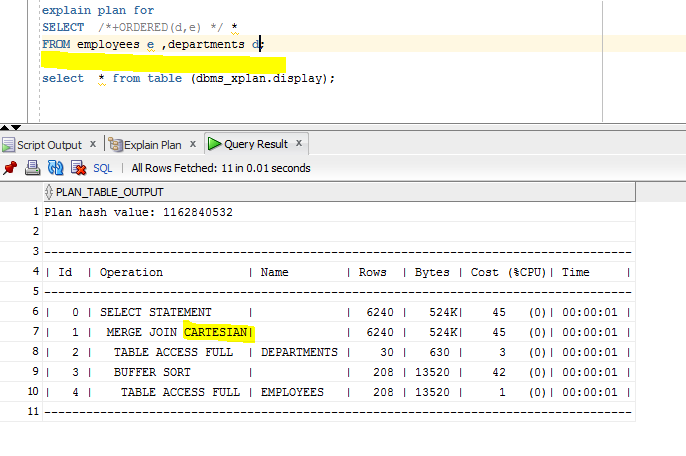 explain plan for
SELECT  /*+ORDERED(d,e) */ *
FROM employees e ,departments d;
select  * from table (dbms_xplan.display);
Script Output x Explain Plan x Query Result x
SQL | All Rows Fetched: 11 in 0.01 seconds
PLAN_TABLE_OUTPUT
1 Plan hash value: 1162840532
2
3 ----------------------------------------------------------------------------------
4 | Id  | Operation            | Name        | Rows  | Bytes | Cost (%CPU)| Time     |
5 ----------------------------------------------------------------------------------
6 |   0 | SELECT STATEMENT     |             |  6240 |   524K|    45   (0)| 00:00:01 |
7 |   1 |  MERGE JOIN CARTESIAN|             |  6240 |   524K|    45   (0)| 00:00:01 |
8 |   2 |   TABLE ACCESS FULL  | DEPARTMENTS |    30 |   630 |     3   (0)| 00:00:01 |
9 |   3 |   BUFFER SORT        |             |   208 | 13520 |    42   (0)| 00:00:01 |
10 |   4 |    TABLE ACCESS FULL | EMPLOYEES   |   208 | 13520 |     1   (0)| 00:00:01 |
11 ----------------------------------------------------------------------------------